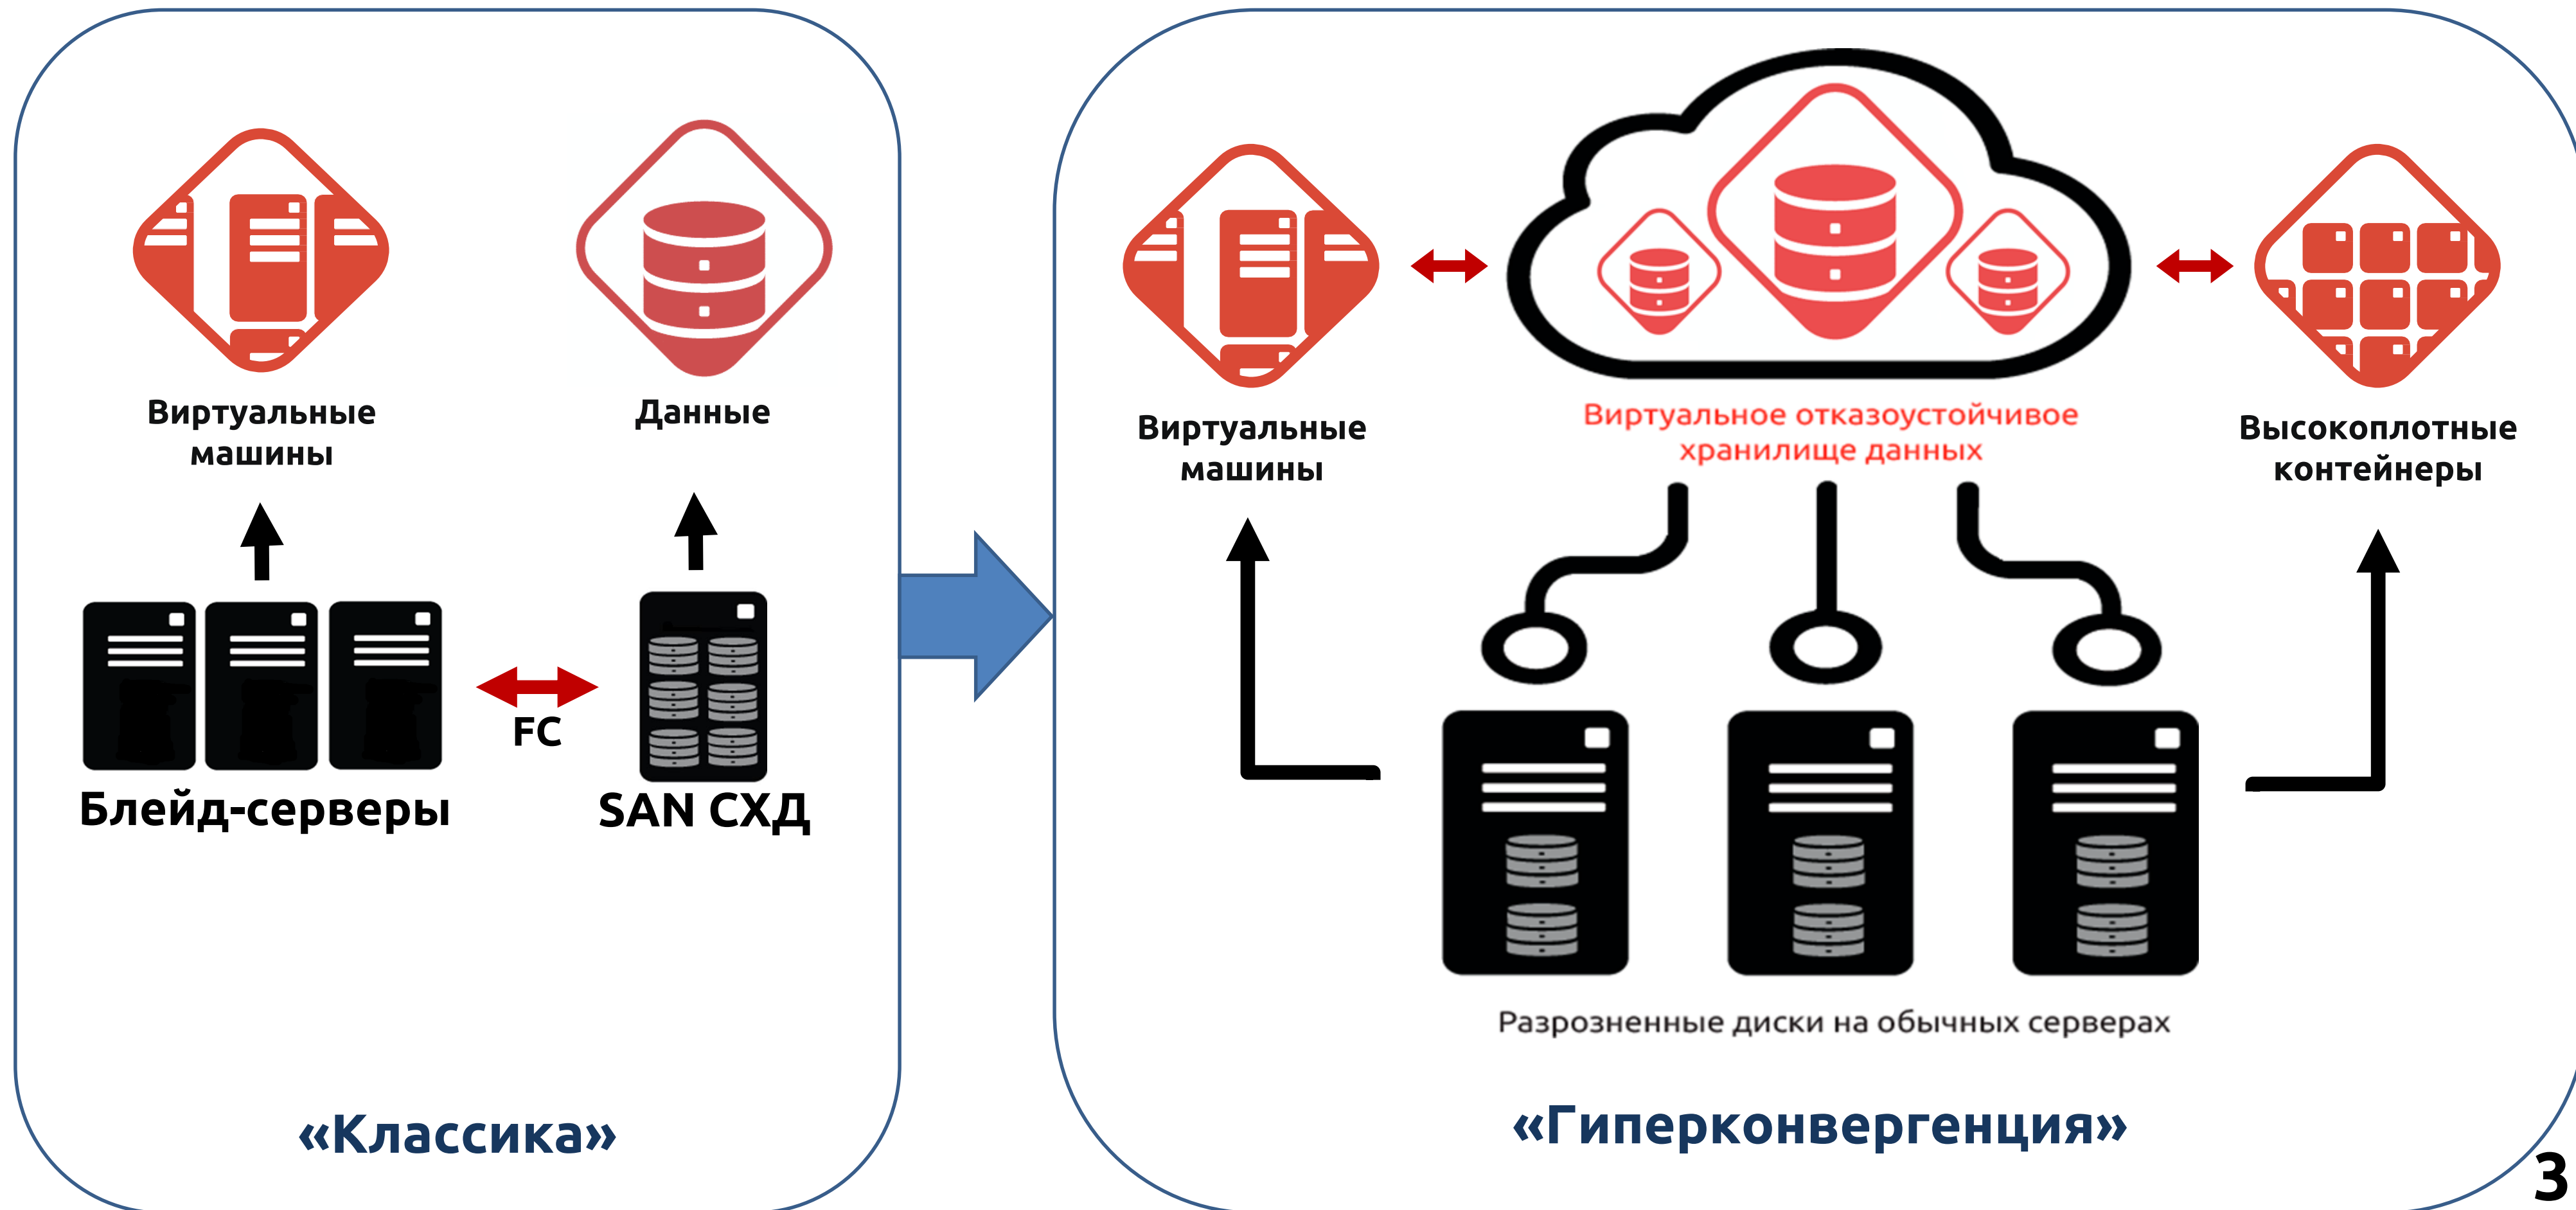 Виртуальные
машины
Данные
FC
Блейд-серверы
SAN СХД
«Классика»
Виртуальные
машины
Виртуальное отказоустойчивое
хранилище данных
Высокоплотные
контейнеры
Разрозненные диски на обычных серверах
«Гиперконвергенция»
3